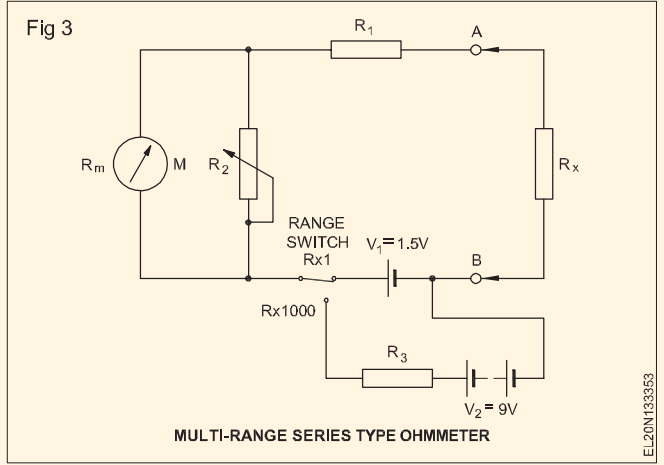 Fig 3
R1
A
Rm
M
R2
Rx
RANGE
SWITCH
Rx1
V1= 1.5V
B
Rx1000
R3
V2= 9V
MULTI-RANGE SERIES TYPE OHMMETER
EL20N133353